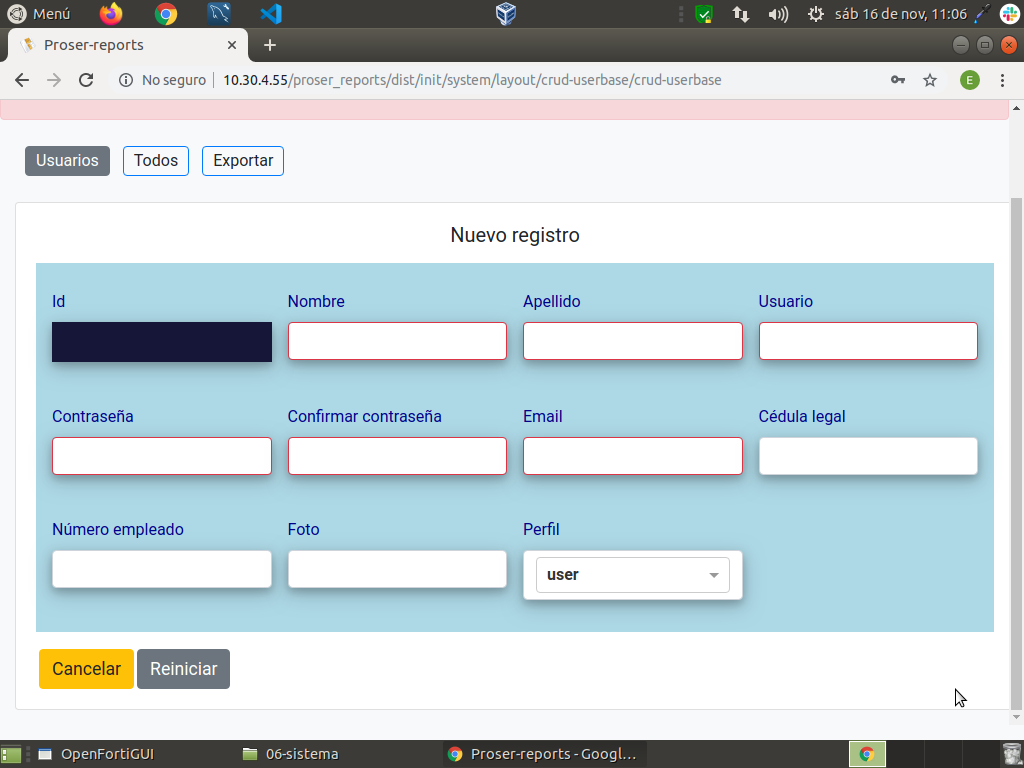 Menú
sáb 16 de nov, 11:06
Proser-reports
No seguro
10.30.4.55/proser_reports/dist/init/system/layout/crud-userbase/crud-userbase
E
Usuarios Todos Exportar
Nuevo registro
Id Nombre Apellido Usuario
Contraseña Confirmar contraseña Email Cédula legal
Número empleado Foto Perfil
user
Cancelar Reiniciar
OpenFortiGUI 06-sistema Proser-reports - Googl...